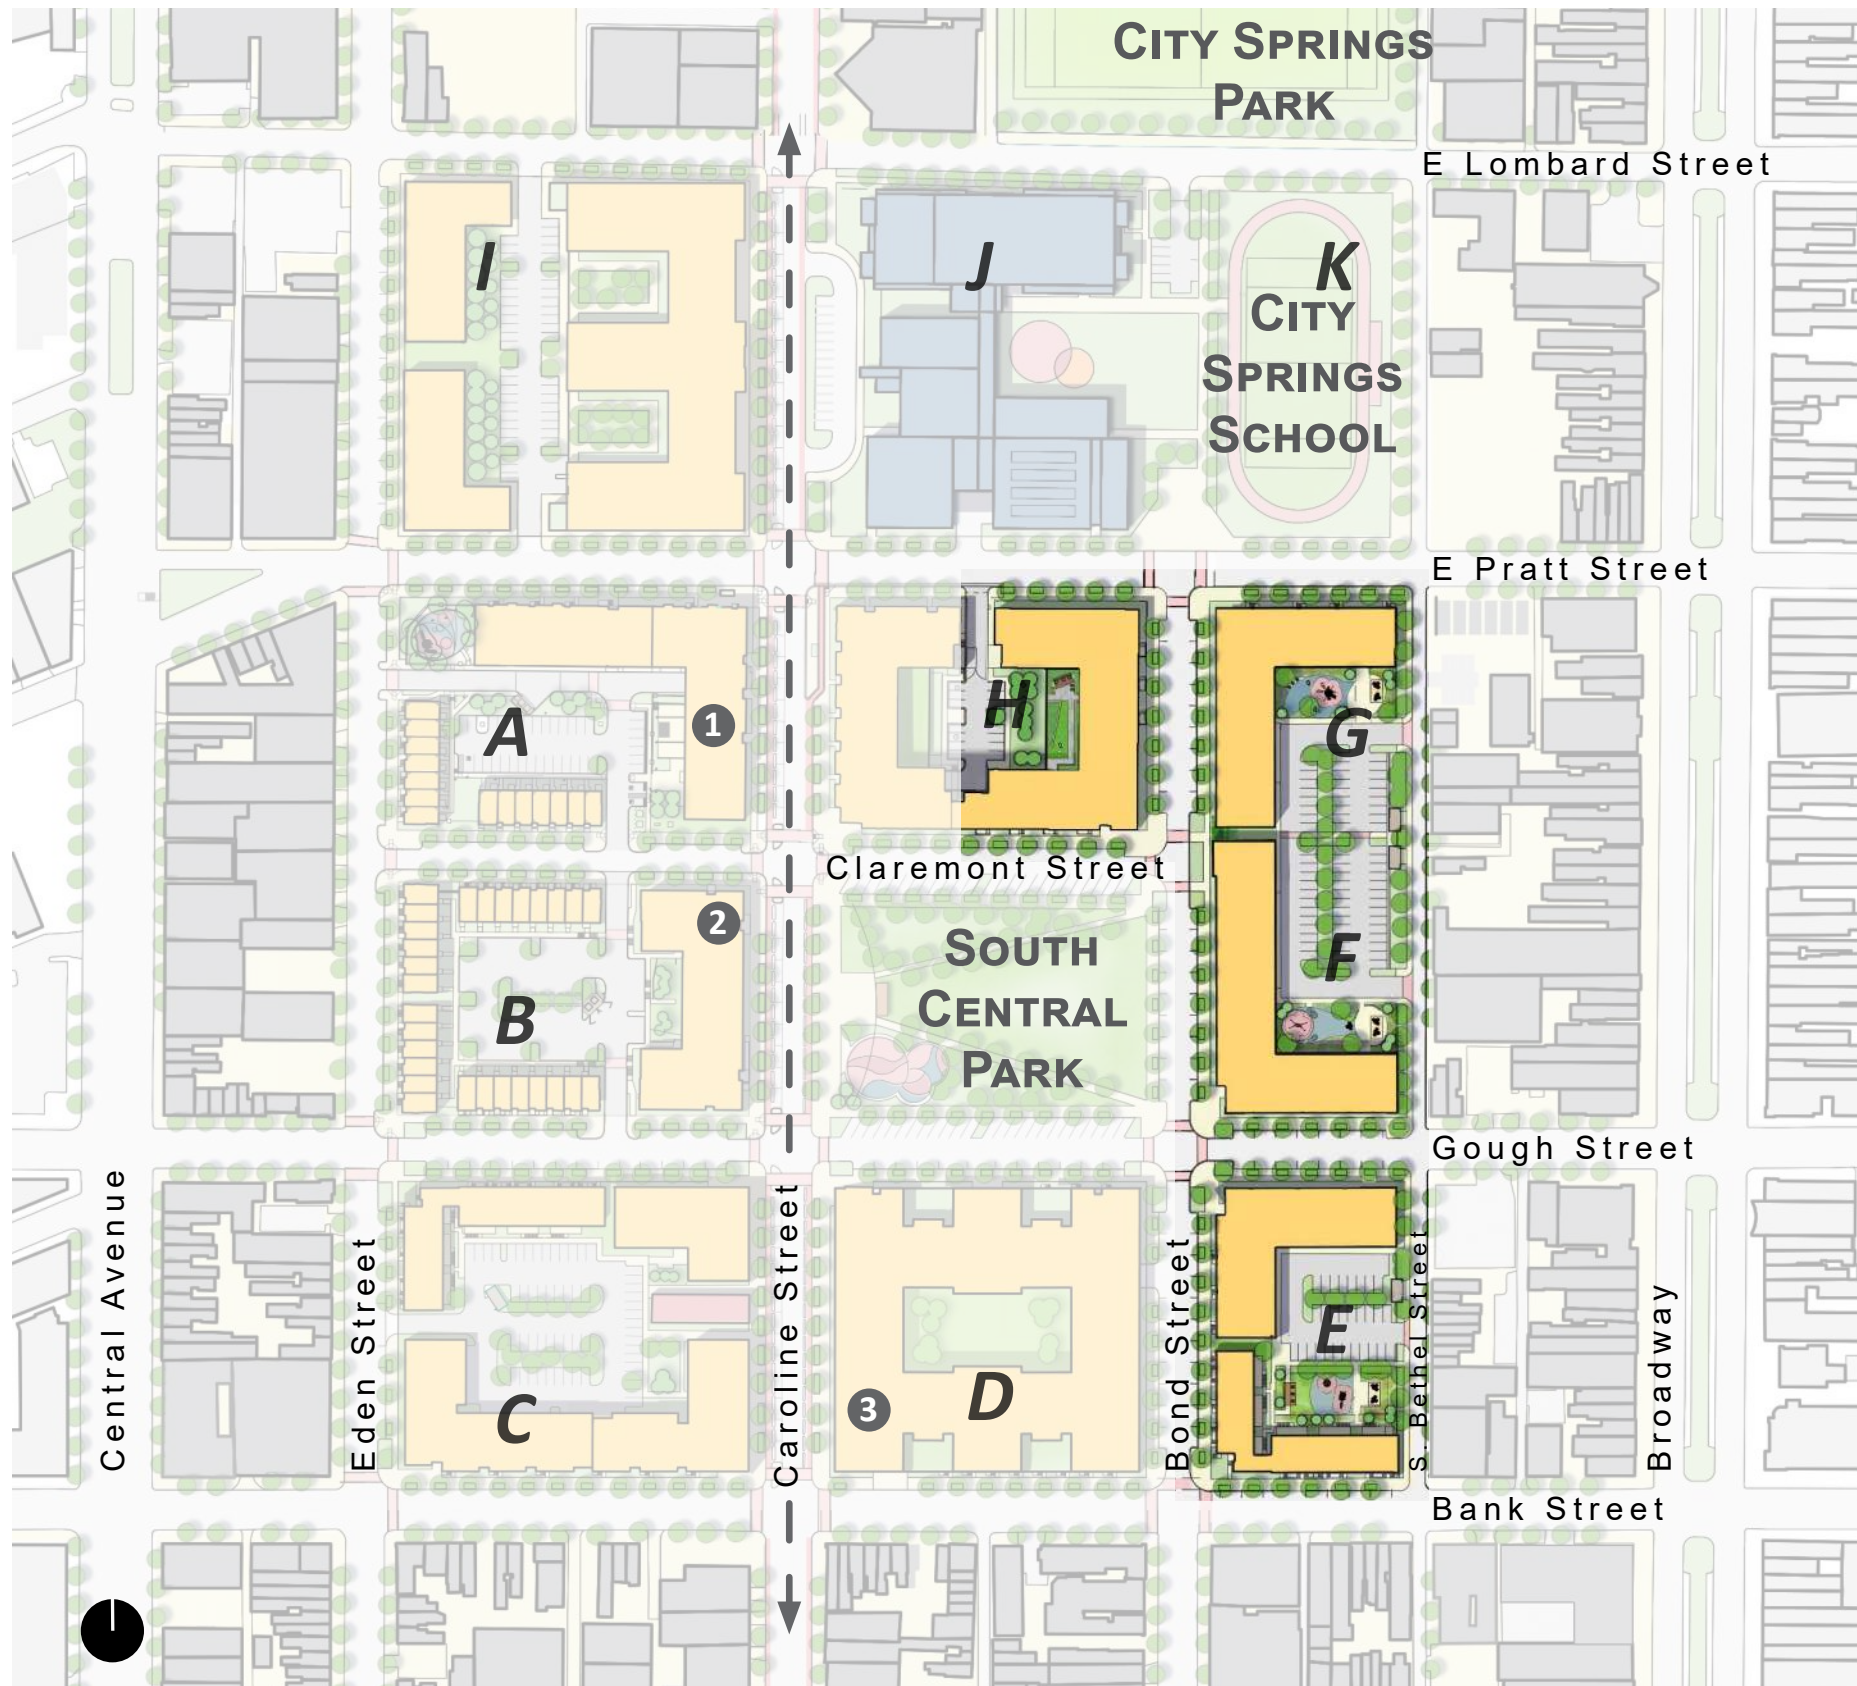 CITY SPRINGS
PARK
E Lombard Street
I
J
K
CITY
SPRINGS
SCHOOL
E Pratt Street
A
1
H
G
Claremont Street
2
B
SOUTH
CENTRAL
PARK
F
Gough Street
Central Avenue
Eden Street
Caroline Street
Bond Street
S. Bethel Street
Broadway
E
C
3
D
Bank Street